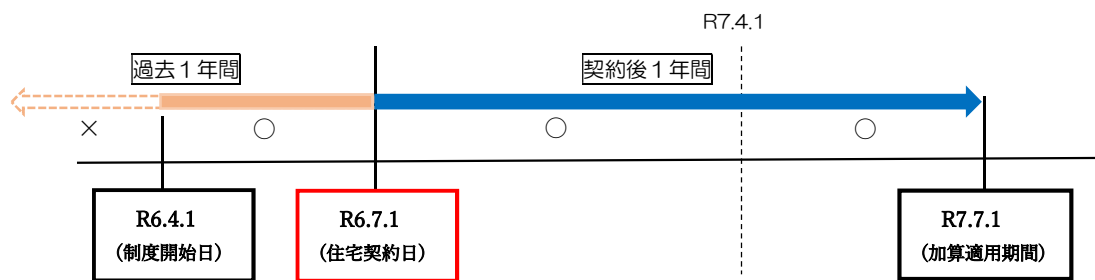 R7.4.1
過去１年間
契約後１年間
×
○
○
○
R6.4.1
（制度開始日）
R6.7.1
（住宅契約日）
R7.7.1
（加算適用期間）